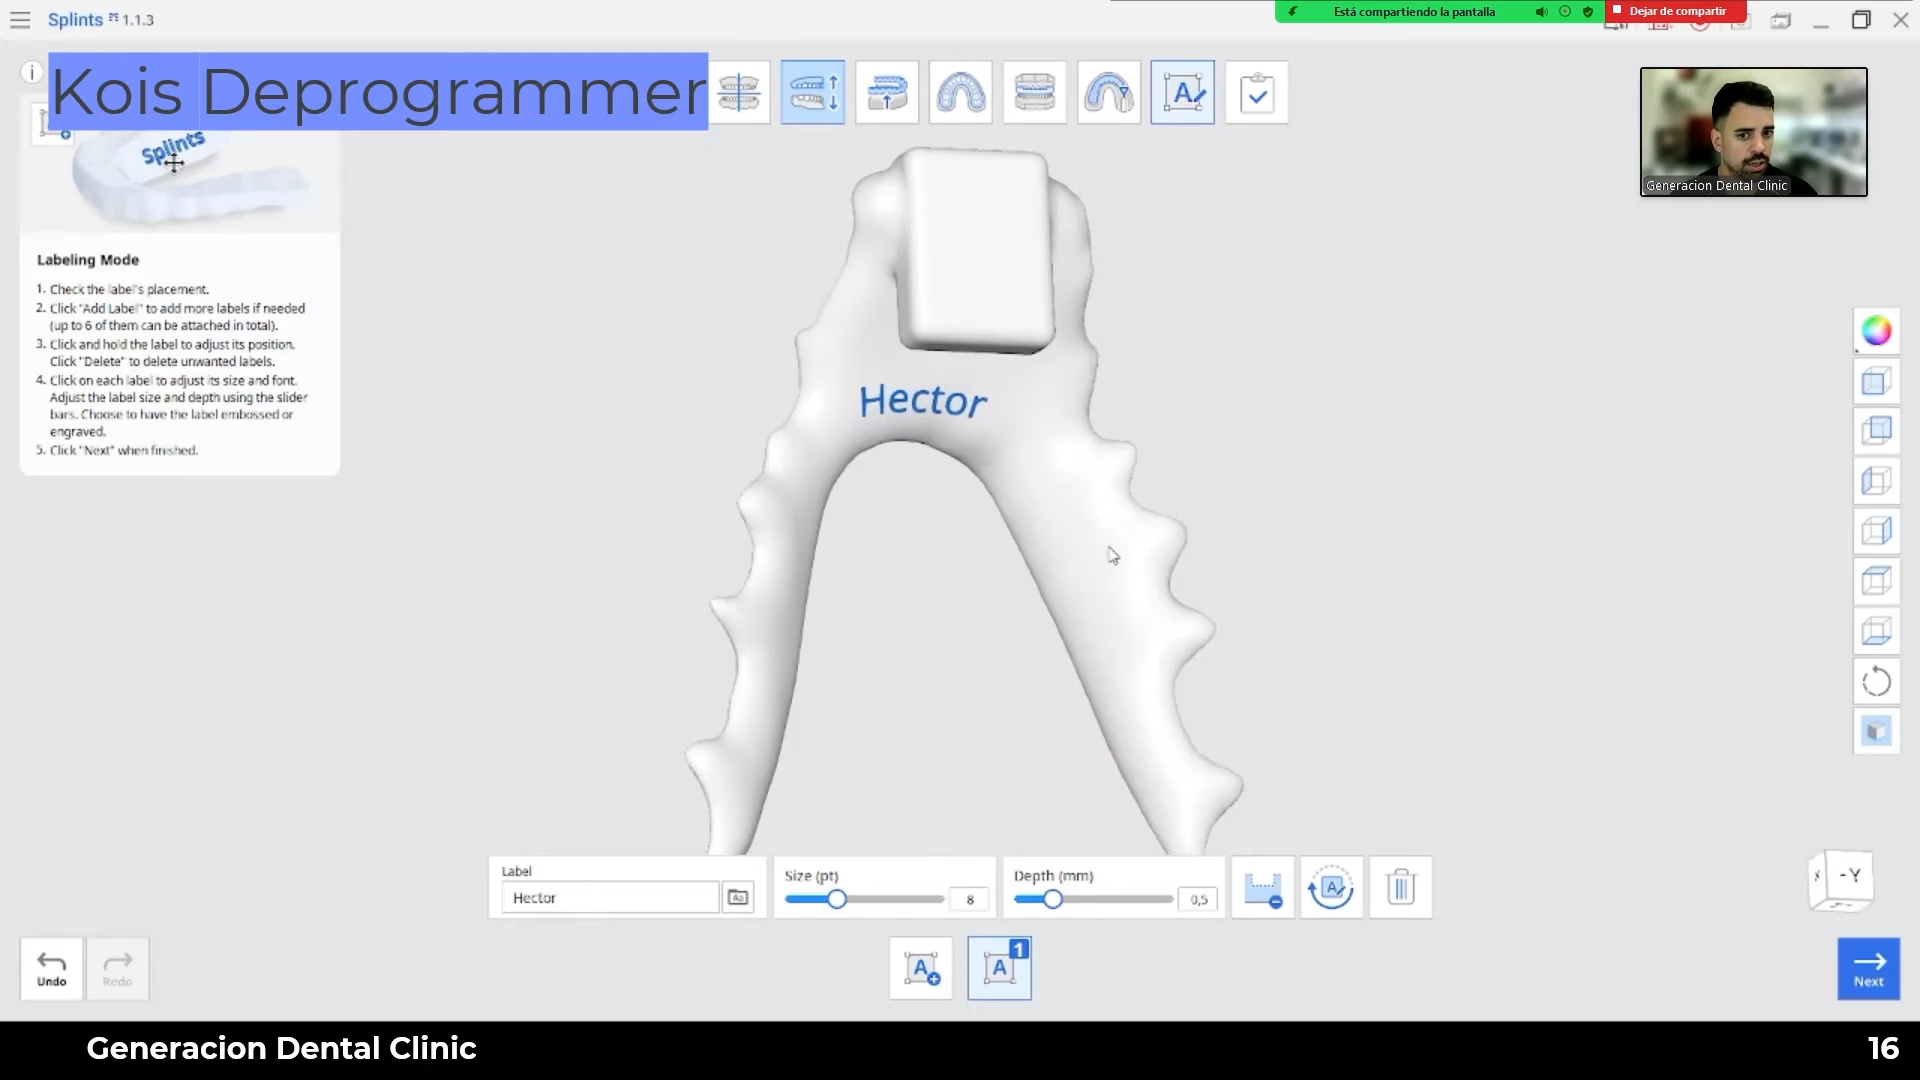 Splints 1.1.3
Está compartiendo la pantalla
Dejar de compartir
Kois Deprogrammer
A
Splints
Generacion Dental Clinic
Labeling Mode
1. Check the label's placement.
2. Click "Add Label" to add more labels if needed
(up to 6 of them can be attached in total).
3. Click and hold the label to adjust its position.
Click "Delete" to delete unwanted labels.
4. Click on each label to adjust its size and font.
Adjust the label size and depth using the slider
bars. Choose to have the label embossed or
engraved.
5. Click "Next" when finished.
Hector
Label
Hector
Size (pt)
8
Depth (mm)
0,5
A
X
-Y
Undo
Redo
A
A 1
Next
Generacion Dental Clinic
16